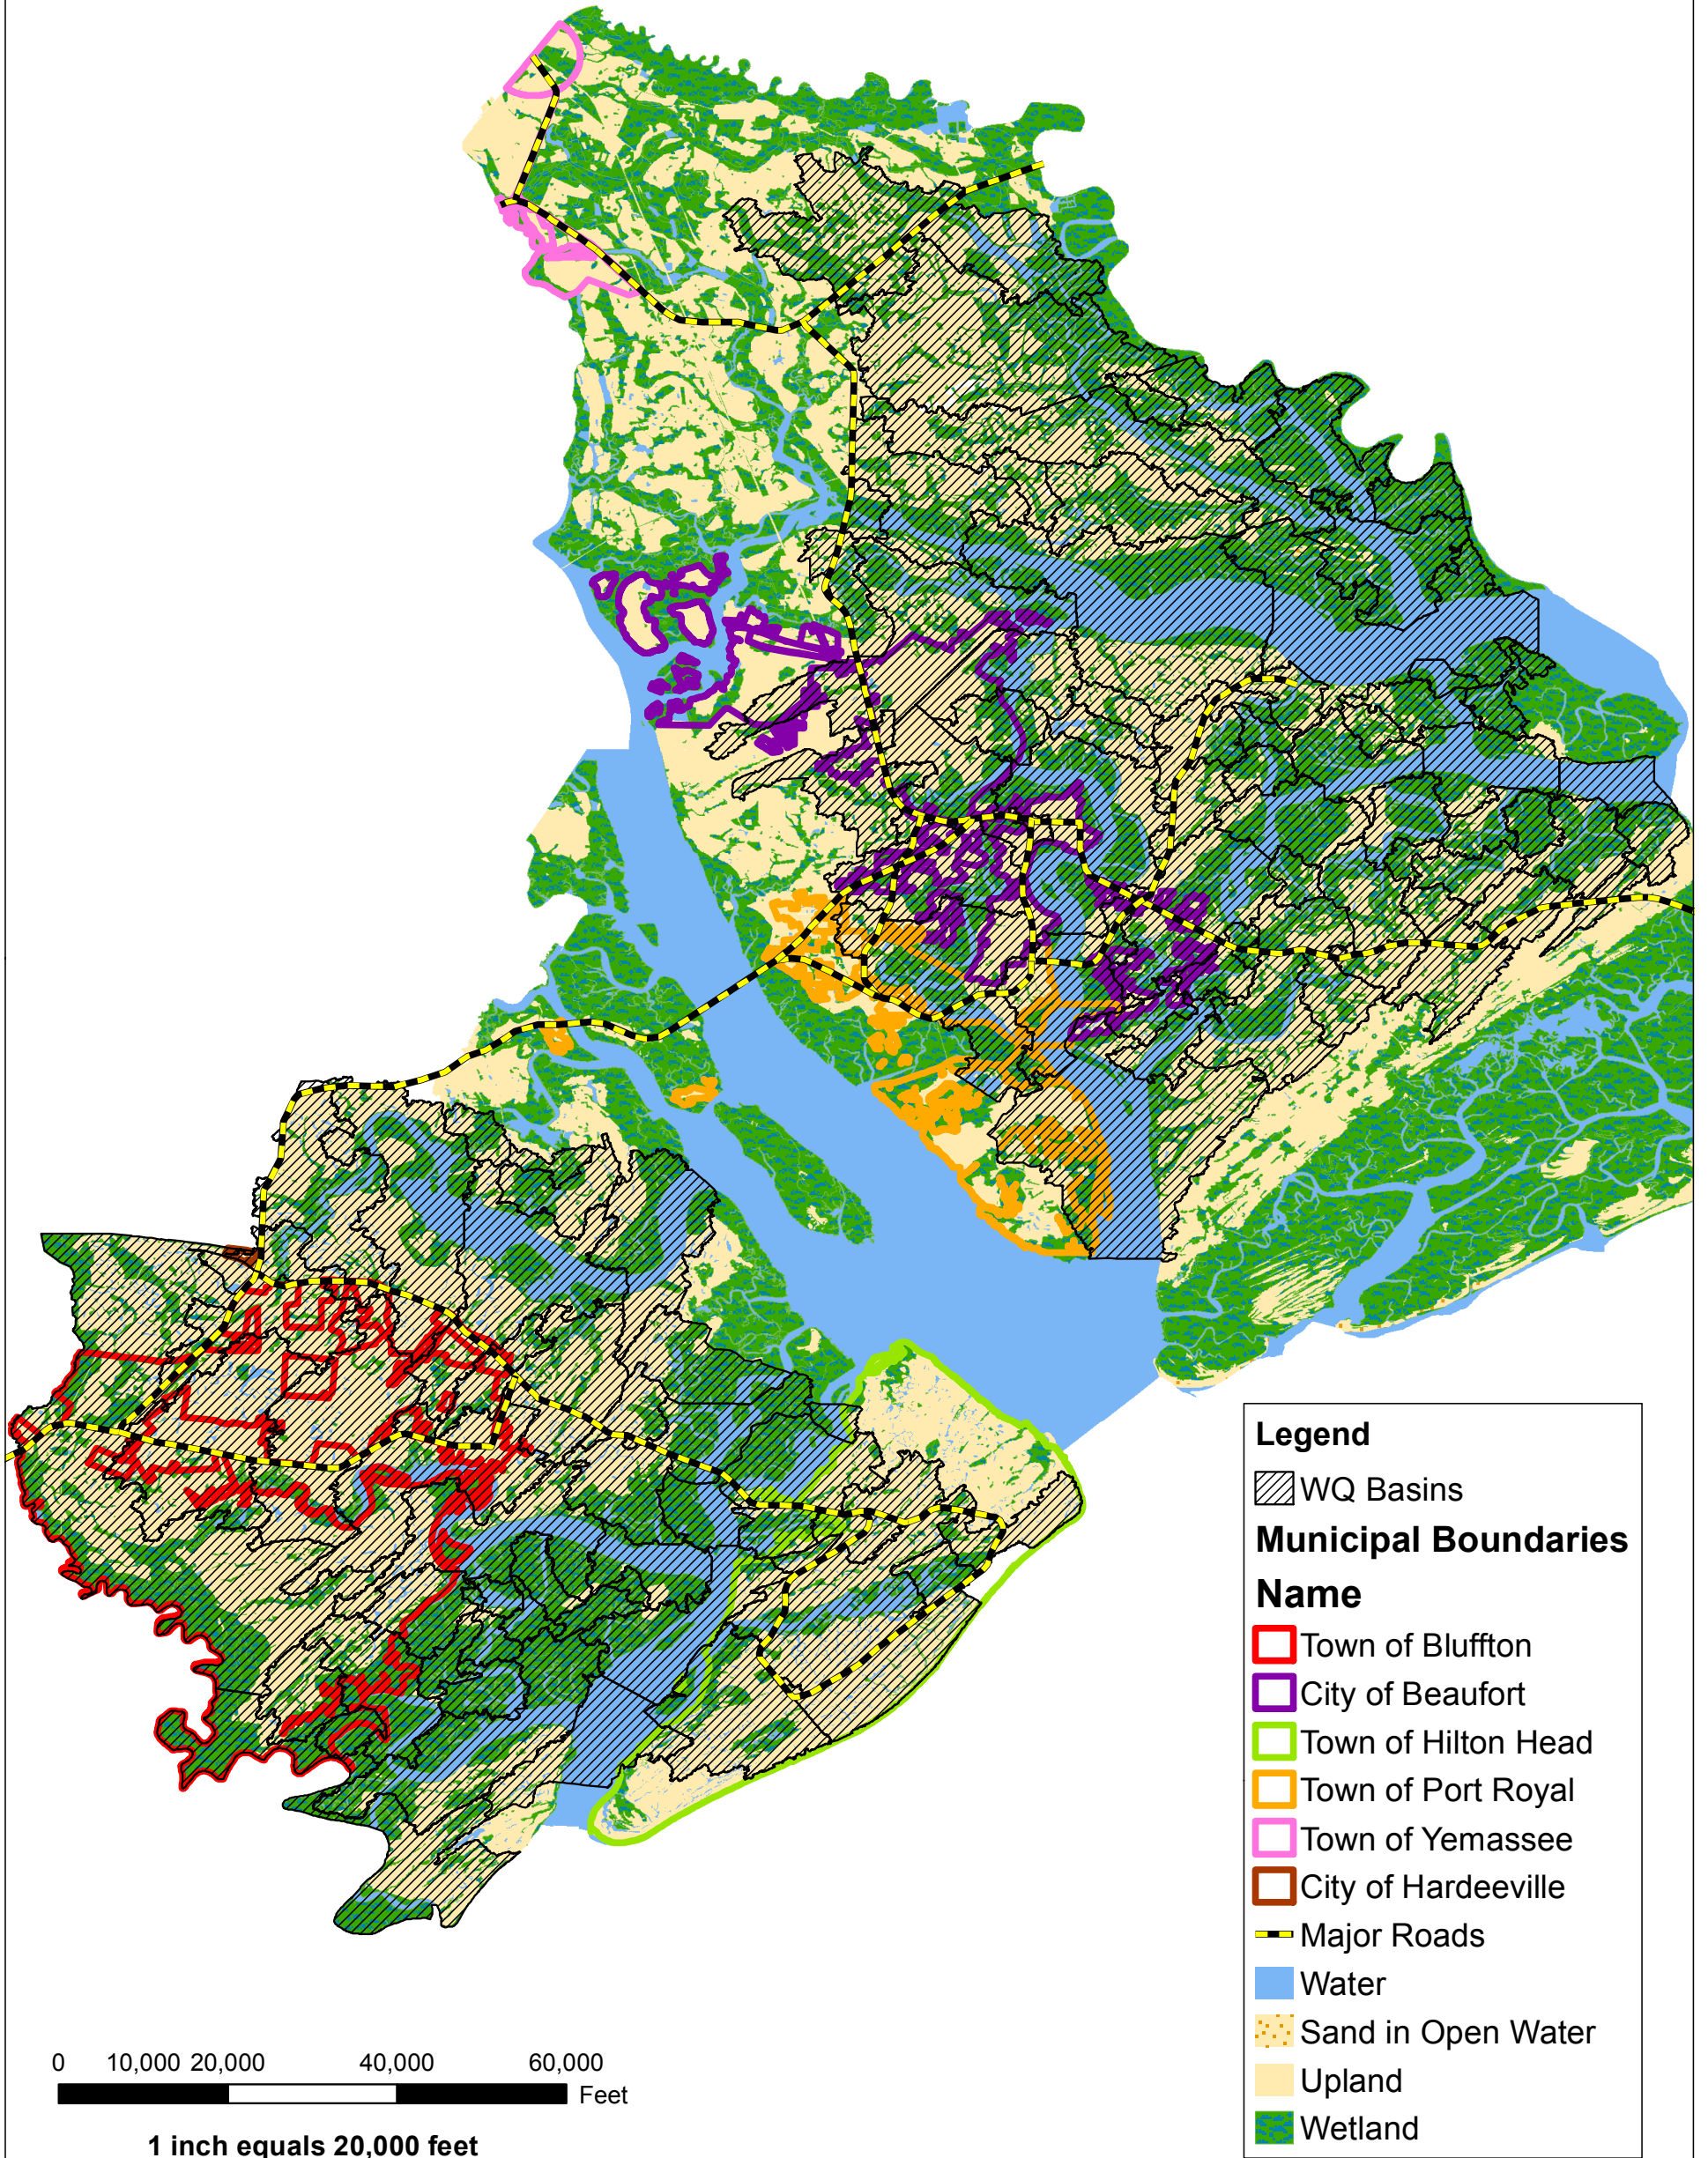 Legend
WQ Basins
Municipal Boundaries
Name
Town of Bluffton
City of Beaufort
Town of Hilton Head
Town of Port Royal
Town of Yemassee
City of Hardeeville
Major Roads
Water
Sand in Open Water
Upland
Wetland
0 10,000 20,000 40,000 60,000
Feet
1 inch equals 20,000 feet